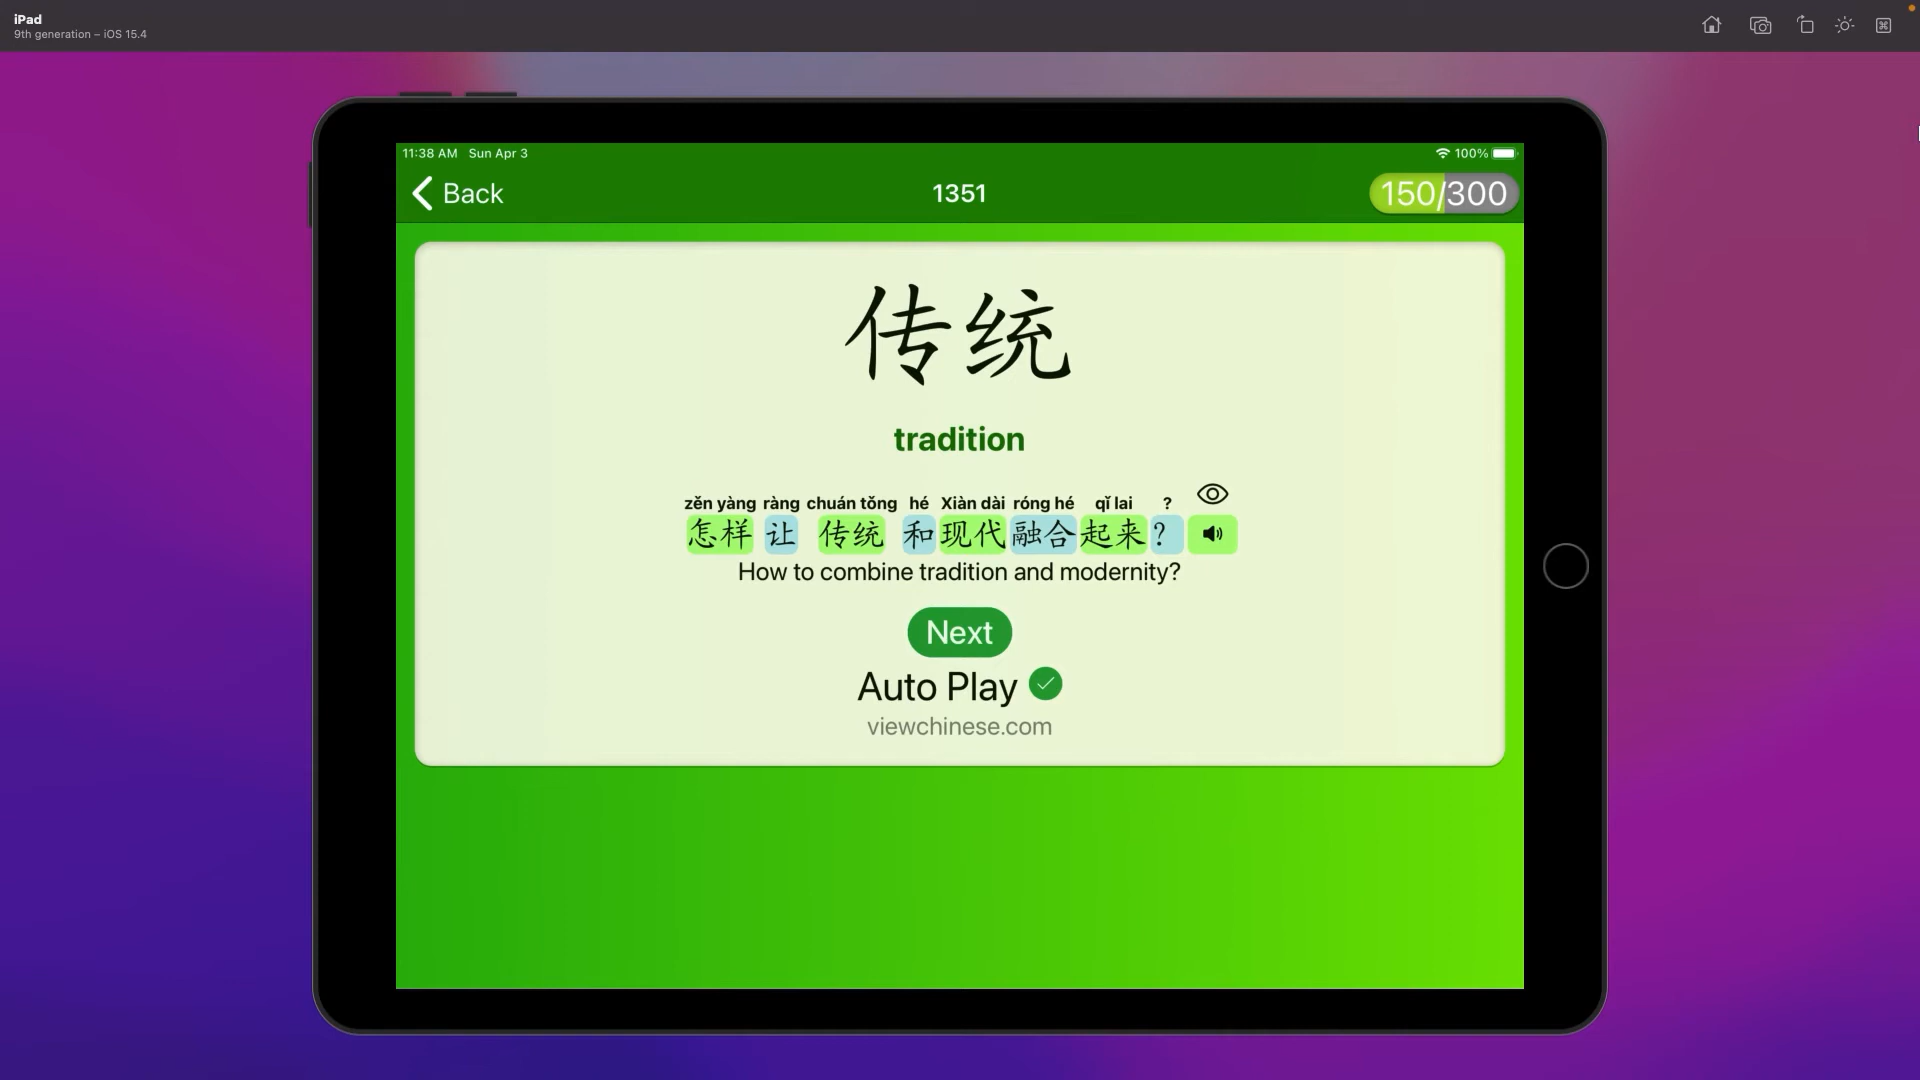 iPad
9th generation – iOS 15.4
11:38 AM Sun Apr 3
100%
Back
1351
150/300
传统
tradition
zěn yàng ràng chuán tǒng hé Xiàn dài róng hé qǐ lai ?
怎样 让 传统 和 现代 融合 起来 ?
How to combine tradition and modernity?
Next
Auto Play
viewchinese.com